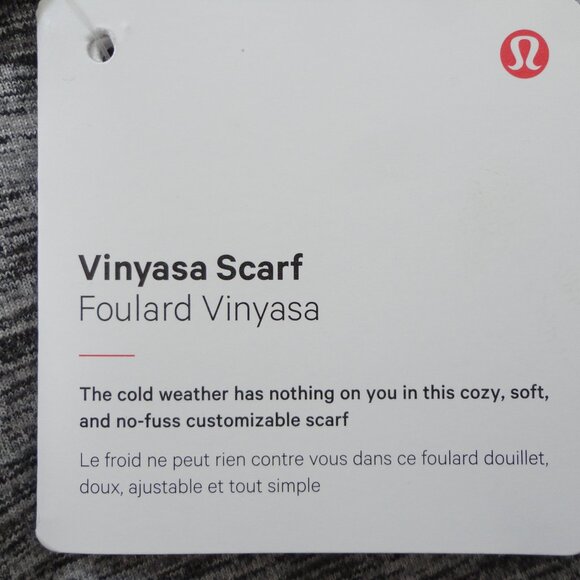 Vinyasa Scarf
Foulard Vinyasa
The cold weather has nothing on you in this cozy, soft,
and no-fuss customizable scarf
Le froid ne peut rien contre vous dans ce foulard douillet,
doux, ajustable et tout simple